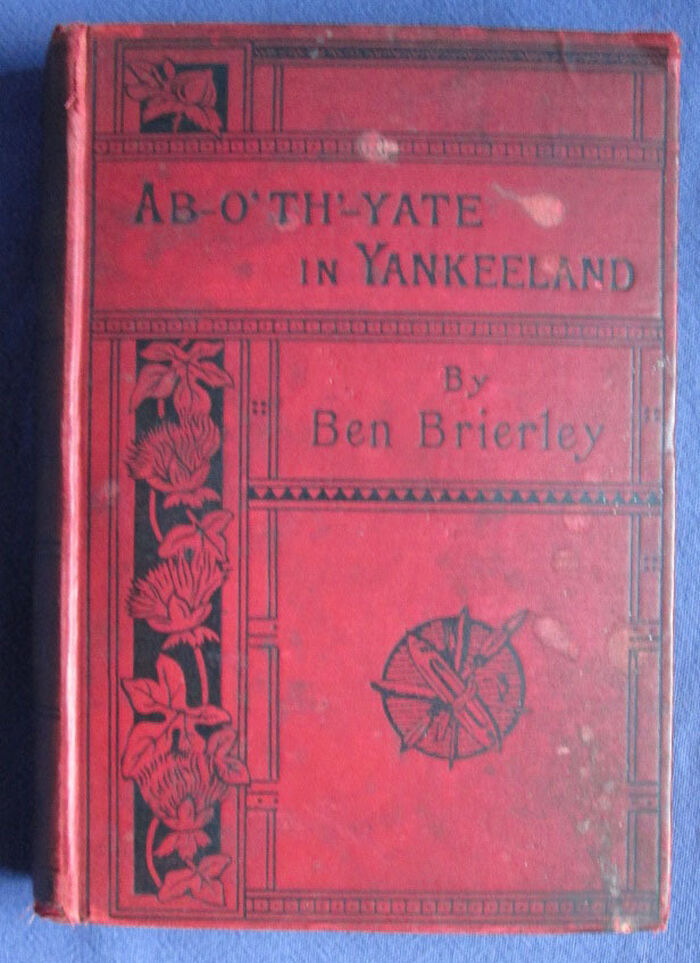 AB-O'TH'-YATE
IN YANKEELAND
By
Ben Brierley